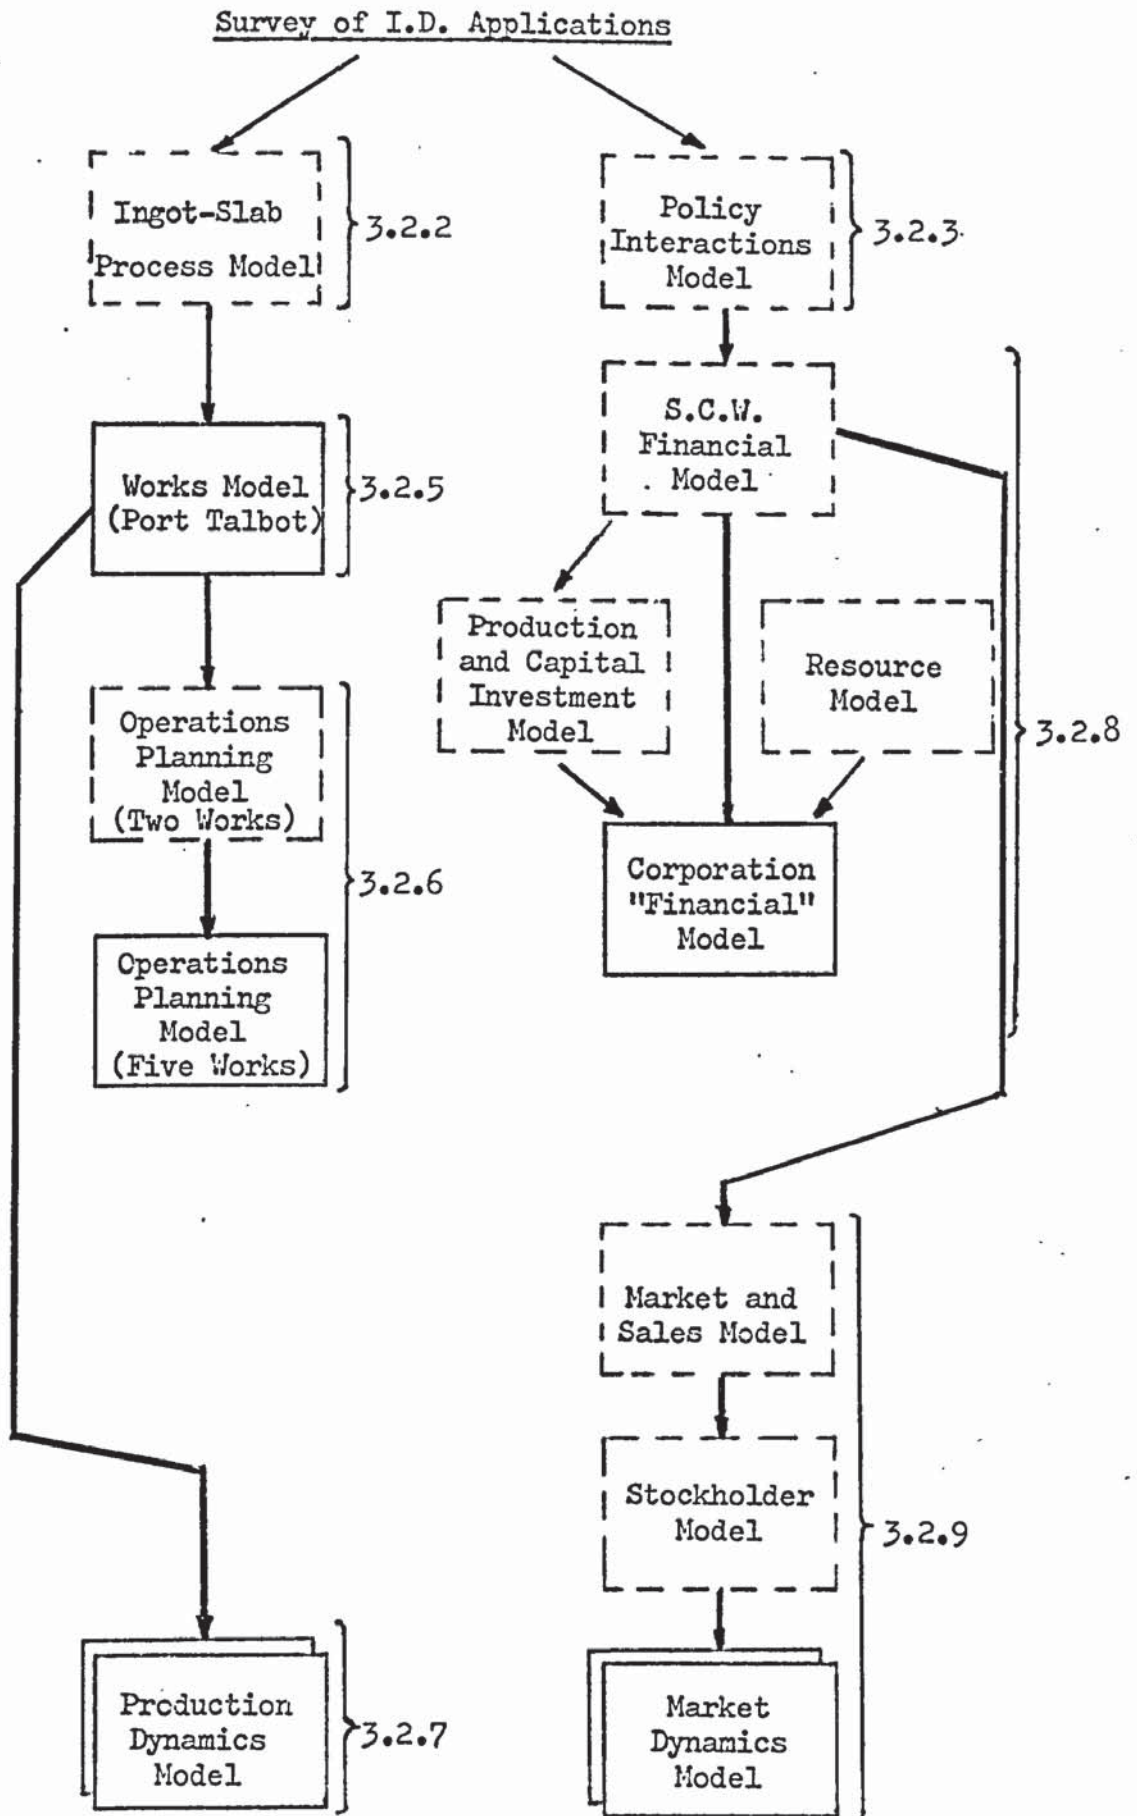 Survey of I.D. Applications
Ingot-Slab
Process Model
3.2.2
Policy
Interactions
Model
3.2.3.
Works Model
(Port Talbot)
3.2.5
S.C.W.
Financial
Model
Production
and Capital
Investment
Model
Resource
Model
3.2.8
Operations
Planning
Model
(Two Works)
3.2.6
Corporation
"Financial"
Model
Operations
Planning
Model
(Five Works)
Market and
Sales Model
Stockholder
Model
3.2.9
Production
Dynamics
Model
3.2.7
Market
Dynamics
Model